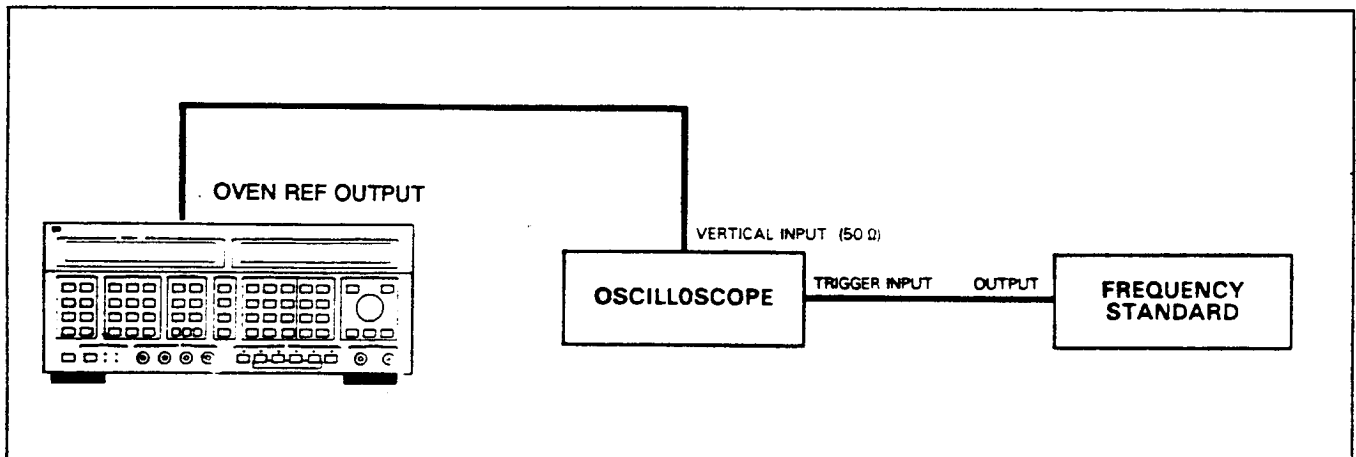 OVEN REF OUTPUT
VERTICAL INPUT (50 Ω)
OSCILLOSCOPE
TRIGGER INPUT
OUTPUT
FREQUENCY
STANDARD